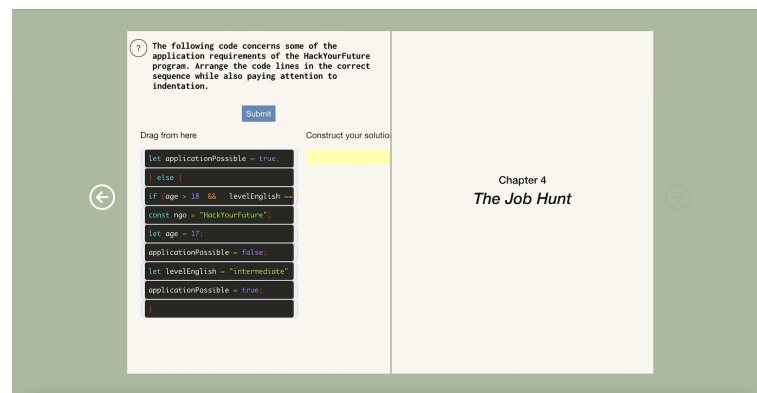 ?
The following code concerns some of the
application requirements of the HackYourFuture
program. Arrange the code lines in the correct
sequence while also paying attention to
indentation.
Submit
Drag from here
Construct your solution
let applicationPossible = true;
} else {
if (age > 18 && levelEnglish ==
const ngo = "HackYourFuture";
let age = 17;
applicationPossible = false;
let levelEnglish = "intermediate"
applicationPossible = true;
}
Chapter 4
The Job Hunt